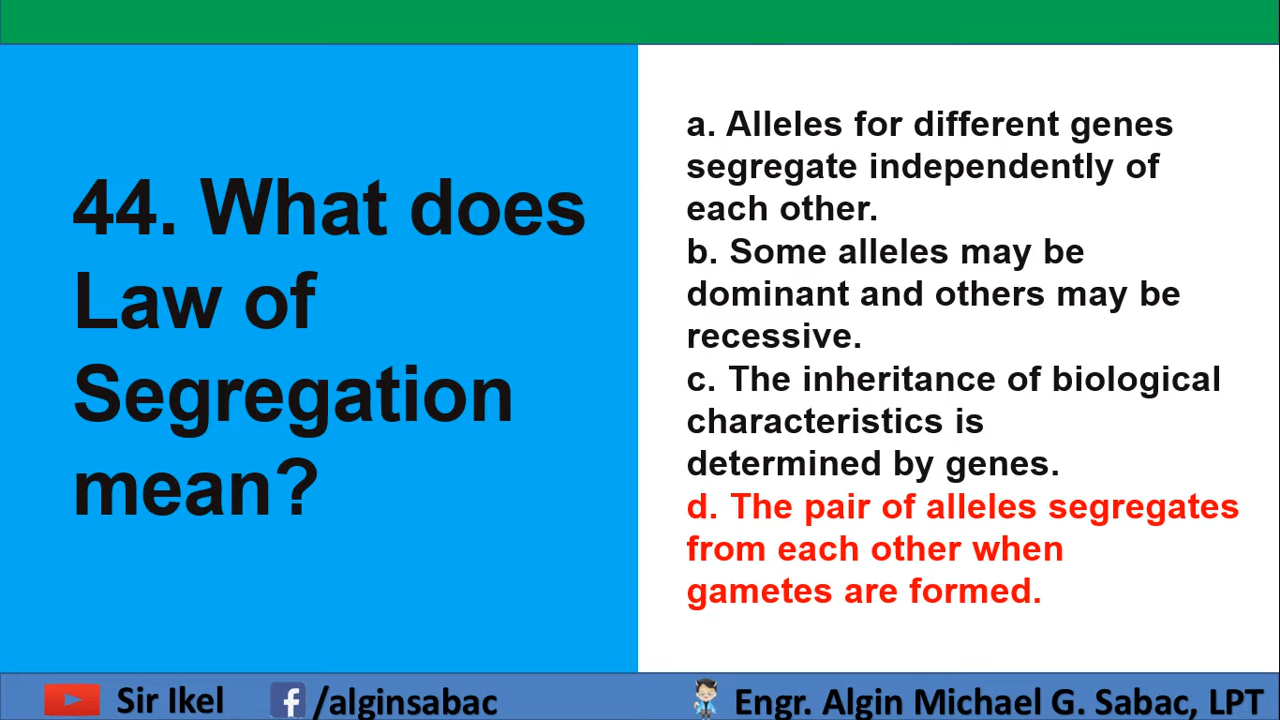 44. What does
Law of
Segregation
mean?
a. Alleles for different genes
segregate independently of
each other.
b. Some alleles may be
dominant and others may be
recessive.
c. The inheritance of biological
characteristics is
determined by genes.
d. The pair of alleles segregates
from each other when
gametes are formed.
Sir Ikel
/alginsabac
Engr. Algin Michael G. Sabac, LPT